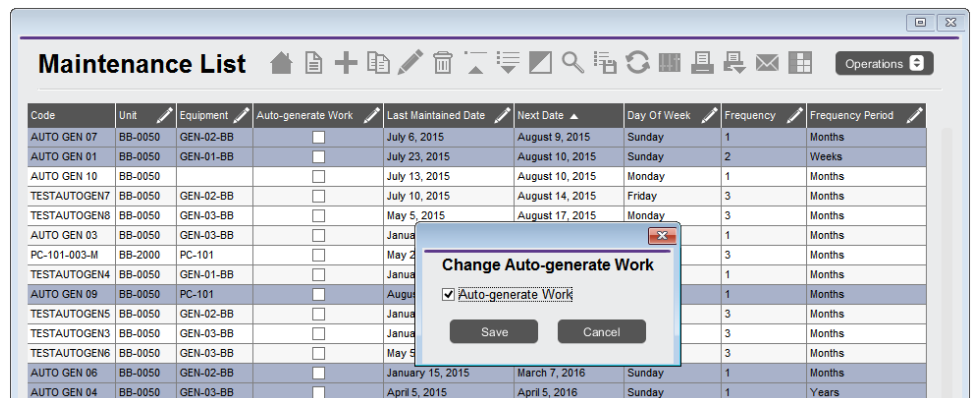 Maintenance List Operations
Code Unit Equipment Auto-generate Work Last Maintained Date Next Date Day Of Week Frequency Frequency Period
AUTO GEN 07 BB-0050 GEN-02-BB July 6, 2015 August 9, 2015 Sunday 1 Months
AUTO GEN 01 BB-0050 GEN-01-BB July 23, 2015 August 10, 2015 Sunday 2 Weeks
AUTO GEN 10 BB-0050 July 13, 2015 August 10, 2015 Monday 1 Months
TESTAUTOGEN7 BB-0050 GEN-02-BB July 10, 2015 August 14, 2015 Friday 3 Months
TESTAUTOGEN8 BB-0050 GEN-03-BB May 5, 2015 August 17, 2015 Monday 3 Months
AUTO GEN 03 BB-0050 GEN-03-BB Janua 1 Months
PC-101-003-M BB-2000 PC-101 May 2 3 Months
TESTAUTOGEN4 BB-0050 GEN-01-BB Janua 1 Months
AUTO GEN 09 BB-0050 PC-101 Augus 1 Months
TESTAUTOGEN5 BB-0050 GEN-02-BB Janua 3 Months
TESTAUTOGEN3 BB-0050 GEN-03-BB Janua 3 Months
TESTAUTOGEN6 BB-0050 GEN-03-BB May 5 3 Months
AUTO GEN 06 BB-0050 GEN-02-BB January 15, 2015 March 7, 2016 Sunday 1 Months
AUTO GEN 04 BB-0050 GEN-03-BB April 5, 2015 April 5, 2016 Sunday 1 Years
Change Auto-generate Work
Auto-generate Work
Save Cancel